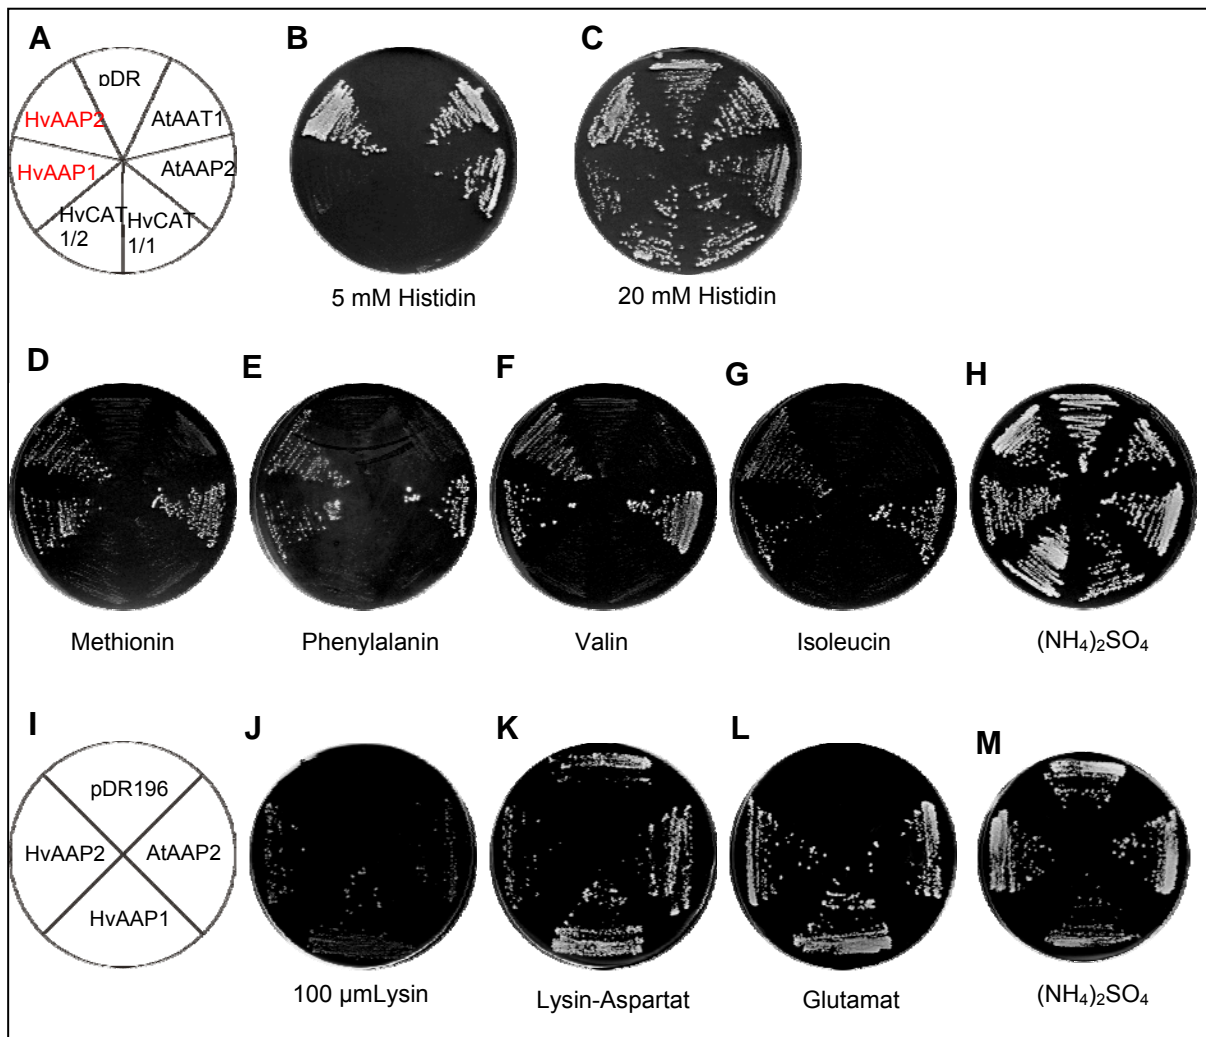 A
B
C
pDR
HvAAP2
AtAAT1
HvAAP1
AtAAP2
HvCAT
1/2
HvCAT
1/1
5 mM Histidin
20 mM Histidin
D
E
F
G
H
Methionin
Phenylalanin
Valin
Isoleucin
(NH4)2SO4
I
J
K
L
M
pDR196
HvAAP2
AtAAP2
HvAAP1
100 µmLysin
Lysin-Aspartat
Glutamat
(NH4)2SO4